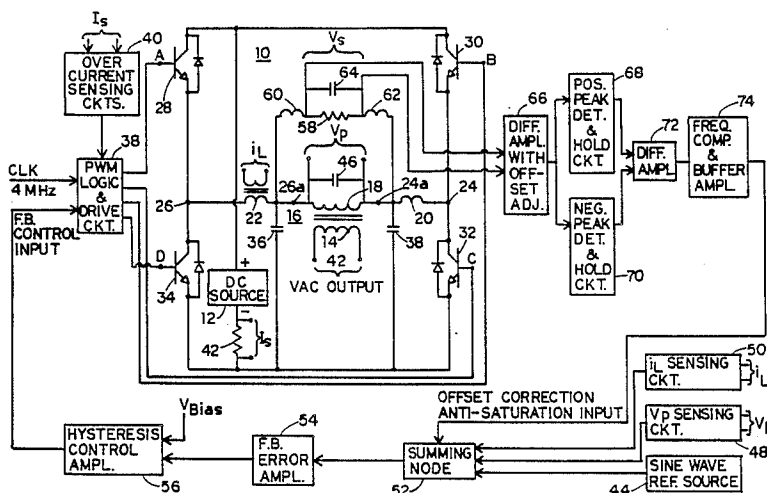 Is
40
OVER CURRENT SENSING CKTS.
38
CLK
4 MHz
PWM LOGIC & DRIVE CKT.
F.B. CONTROL INPUT
A
28
26
D
34
10
60
Vs
64
58
62
Vp
46
iL
22
26a
16
18
24a
24
20
36
14
38
42
VAC OUTPUT
+
DC SOURCE
12
-
42
Is
30
B
32
C
66
DIFF. AMPL. WITH OFF-SET ADJ.
68
POS. PEAK DET. & HOLD CKT.
NEG. PEAK DET. & HOLD CKT.
70
72
DIFF. AMPL.
74
FREQ. COMP. & BUFFER AMPL.
OFFSET CORRECTION ANTI-SATURATION INPUT
50
iL SENSING CKT.
iL
Vp SENSING CKT.
48
SINE WAVE REF. SOURCE
44
SUMMING NODE
52
54
F.B. ERROR AMPL.
VBias
HYSTERESIS CONTROL AMPL.
56